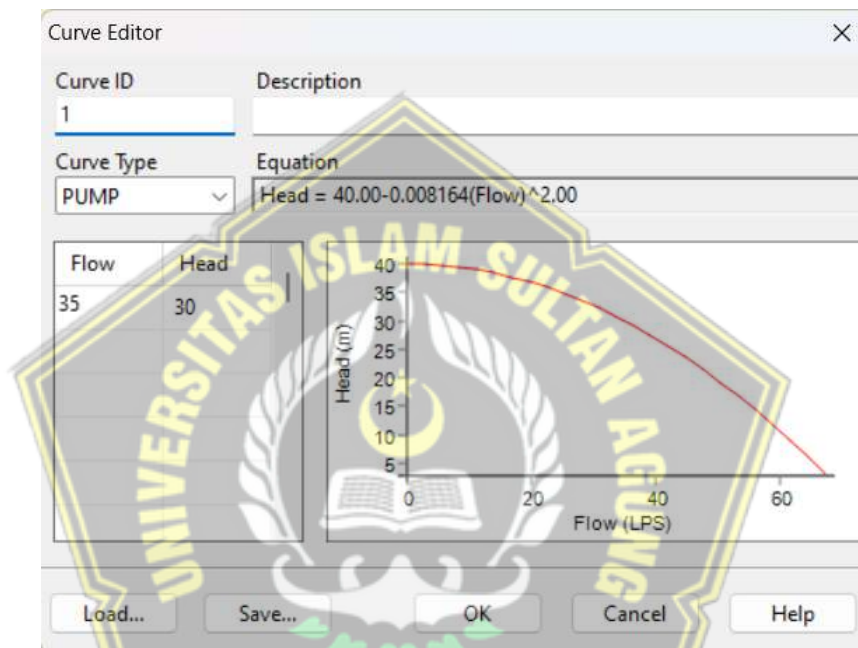 Curve Editor
Curve ID
Description
1
Curve Type
Equation
PUMP
Head = 40.00-0.008164(Flow)^2.00
Flow Head
35 30
Head (m)
40
35
30
25
20
15
10
5
0 20 40 60
Flow (LPS)
UNIVERSITAS ISLAM SULTAN AGUNG
Load... Save... OK Cancel Help